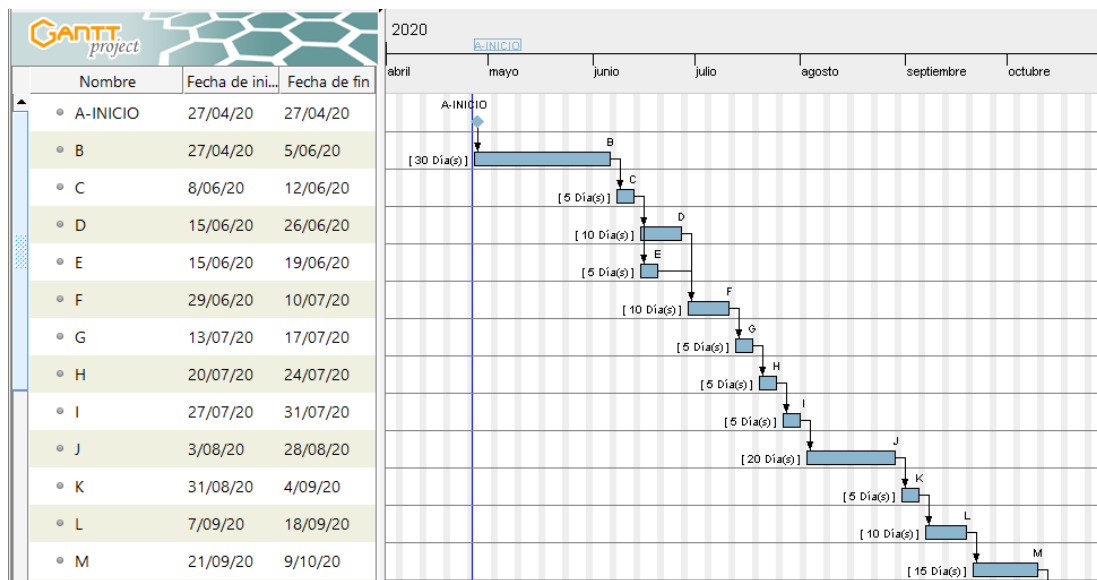 GANTT
project
2020
A-INICIO
Nombre Fecha de ini... Fecha de fin
abril mayo junio julio agosto septiembre octubre
A-INICIO 27/04/20 27/04/20
A-INICIO
B 27/04/20 5/06/20
[ 30 Día(s) ] B
C 8/06/20 12/06/20
[ 5 Día(s) ] C
D 15/06/20 26/06/20
[ 10 Día(s) ] D
E 15/06/20 19/06/20
[ 5 Día(s) ] E
F 29/06/20 10/07/20
[ 10 Día(s) ] F
G 13/07/20 17/07/20
[ 5 Día(s) ] G
H 20/07/20 24/07/20
[ 5 Día(s) ] H
I 27/07/20 31/07/20
[ 5 Día(s) ] I
J 3/08/20 28/08/20
[ 20 Día(s) ] J
K 31/08/20 4/09/20
[ 5 Día(s) ] K
L 7/09/20 18/09/20
[ 10 Día(s) ] L
M 21/09/20 9/10/20
[ 15 Día(s) ] M